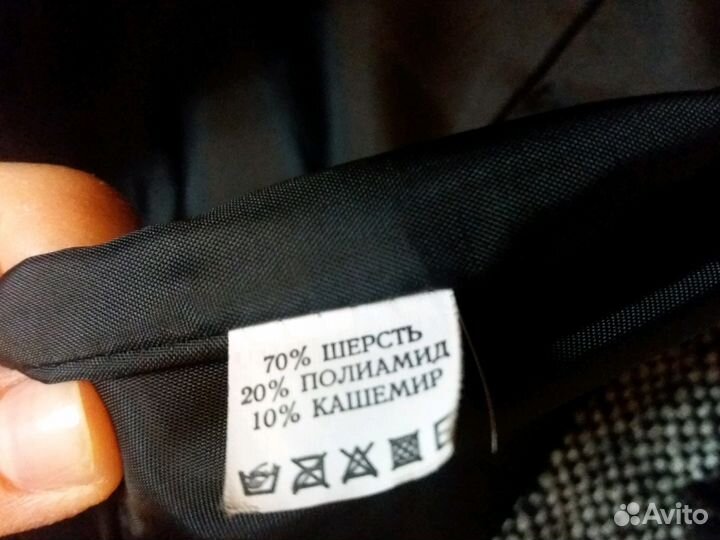 70% ШЕРСТЬ
20% ПОЛИАМИД
10% КАШЕМИР
Avito